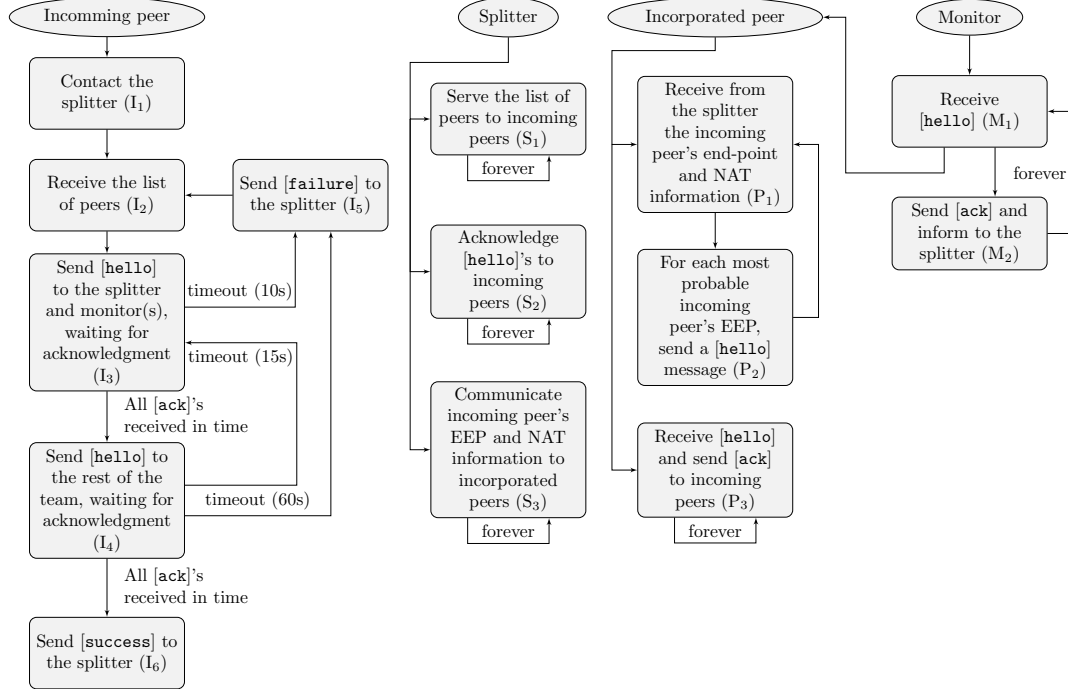 Incomming peer
Contact the
splitter (I1)
Receive the list
of peers (I2)
Send [failure] to
the splitter (I5)
Send [hello]
to the splitter
and monitor(s),
waiting for
acknowledgment
(I3)
timeout (10s)
timeout (15s)
All [ack]'s
received in time
Send [hello] to
the rest of the
team, waiting for
acknowledgment
(I4)
timeout (60s)
All [ack]'s
received in time
Send [success] to
the splitter (I6)
Splitter
Serve the list of
peers to incoming
peers (S1)
forever
Acknowledge
[hello]'s to
incoming
peers (S2)
forever
Communicate
incoming peer's
EEP and NAT
information to
incorporated
peers (S3)
forever
Incorporated peer
Receive from
the splitter
the incoming
peer's end-point
and NAT
information (P1)
For each most
probable
incoming
peer's EEP,
send a [hello]
message (P2)
Receive [hello]
and send [ack]
to incoming
peers (P3)
forever
Monitor
Receive
[hello] (M1)
forever
Send [ack] and
inform to the
splitter (M2)